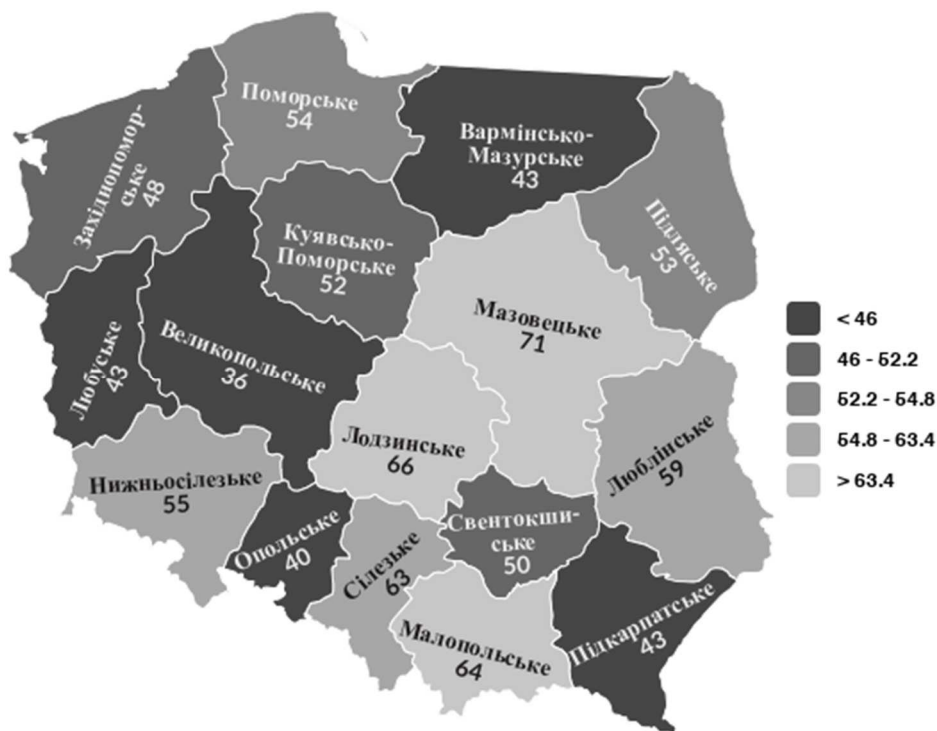 Поморське
54
Західнопомор-
ське
48
Вармінсько-
Мазурське
43
Підляське
53
Куявсько-
Поморське
52
Мазовецьке
71
Любуське
43
Великопольське
36
Лодзинське
66
Люблінське
59
Нижньосілезьке
55
Опольське
40
Сілезьке
63
Свентокши-
ське
50
Малопольське
64
Підкарпатське
43
< 46
46 - 52.2
52.2 - 54.8
54.8 - 63.4
> 63.4